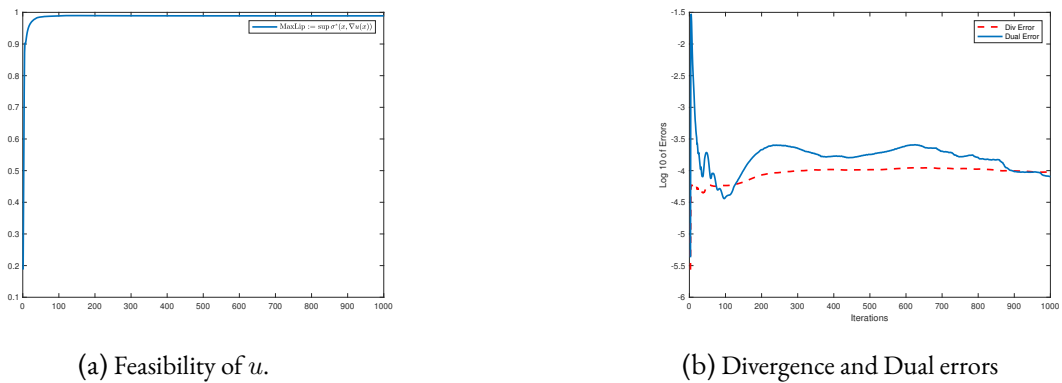 MaxLip := sup σ*(x, ∇u(x))
1
0.9
0.8
0.7
0.6
0.5
0.4
0.3
0.2
0.1
0 100 200 300 400 500 600 700 800 900 1000
(a) Feasibility of u.
Div Error
Dual Error
-1.5
-2
-2.5
-3
-3.5
-4
-4.5
-5
-5.5
-6
Log 10 of Errors
0 100 200 300 400 500 600 700 800 900 1000
Iterations
(b) Divergence and Dual errors